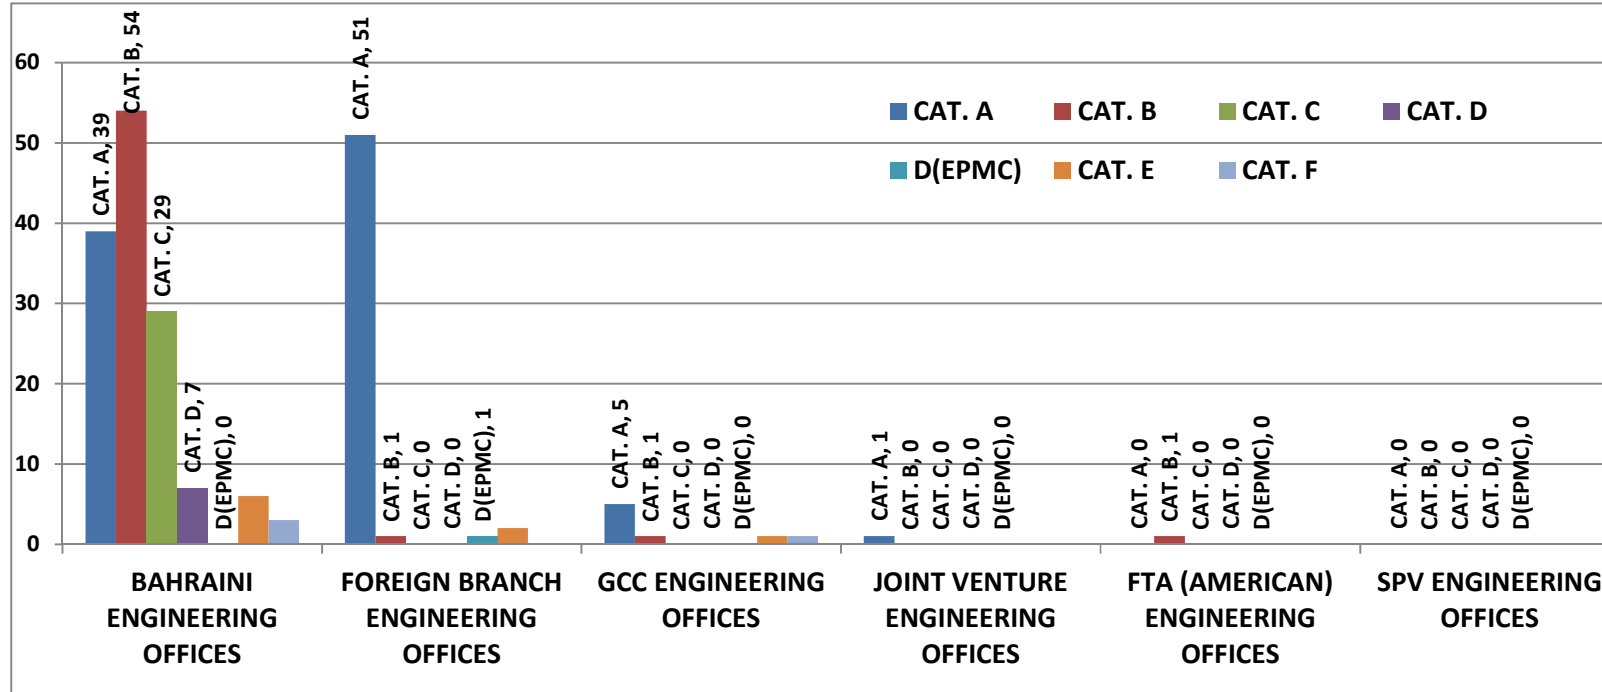 60
50
40
30
20
10
0
CAT. A, 39
CAT. B, 54
CAT. C, 29
CAT. D, 7
D(EPMC), 0
CAT. A, 51
CAT. B, 1
CAT. C, 0
CAT. D, 0
D(EPMC), 1
CAT. A, 5
CAT. B, 1
CAT. C, 0
CAT. D, 0
D(EPMC), 0
CAT. A, 1
CAT. B, 0
CAT. C, 0
CAT. D, 0
D(EPMC), 0
CAT. A, 0
CAT. B, 1
CAT. C, 0
CAT. D, 0
D(EPMC), 0
CAT. A, 0
CAT. B, 0
CAT. C, 0
CAT. D, 0
D(EPMC), 0
CAT. A CAT. B CAT. C CAT. D
D(EPMC) CAT. E CAT. F
BAHRAINI
ENGINEERING
OFFICES
FOREIGN BRANCH
ENGINEERING
OFFICES
GCC ENGINEERING
OFFICES
JOINT VENTURE
ENGINEERING
OFFICES
FTA (AMERICAN)
ENGINEERING
OFFICES
SPV ENGINEERING
OFFICES